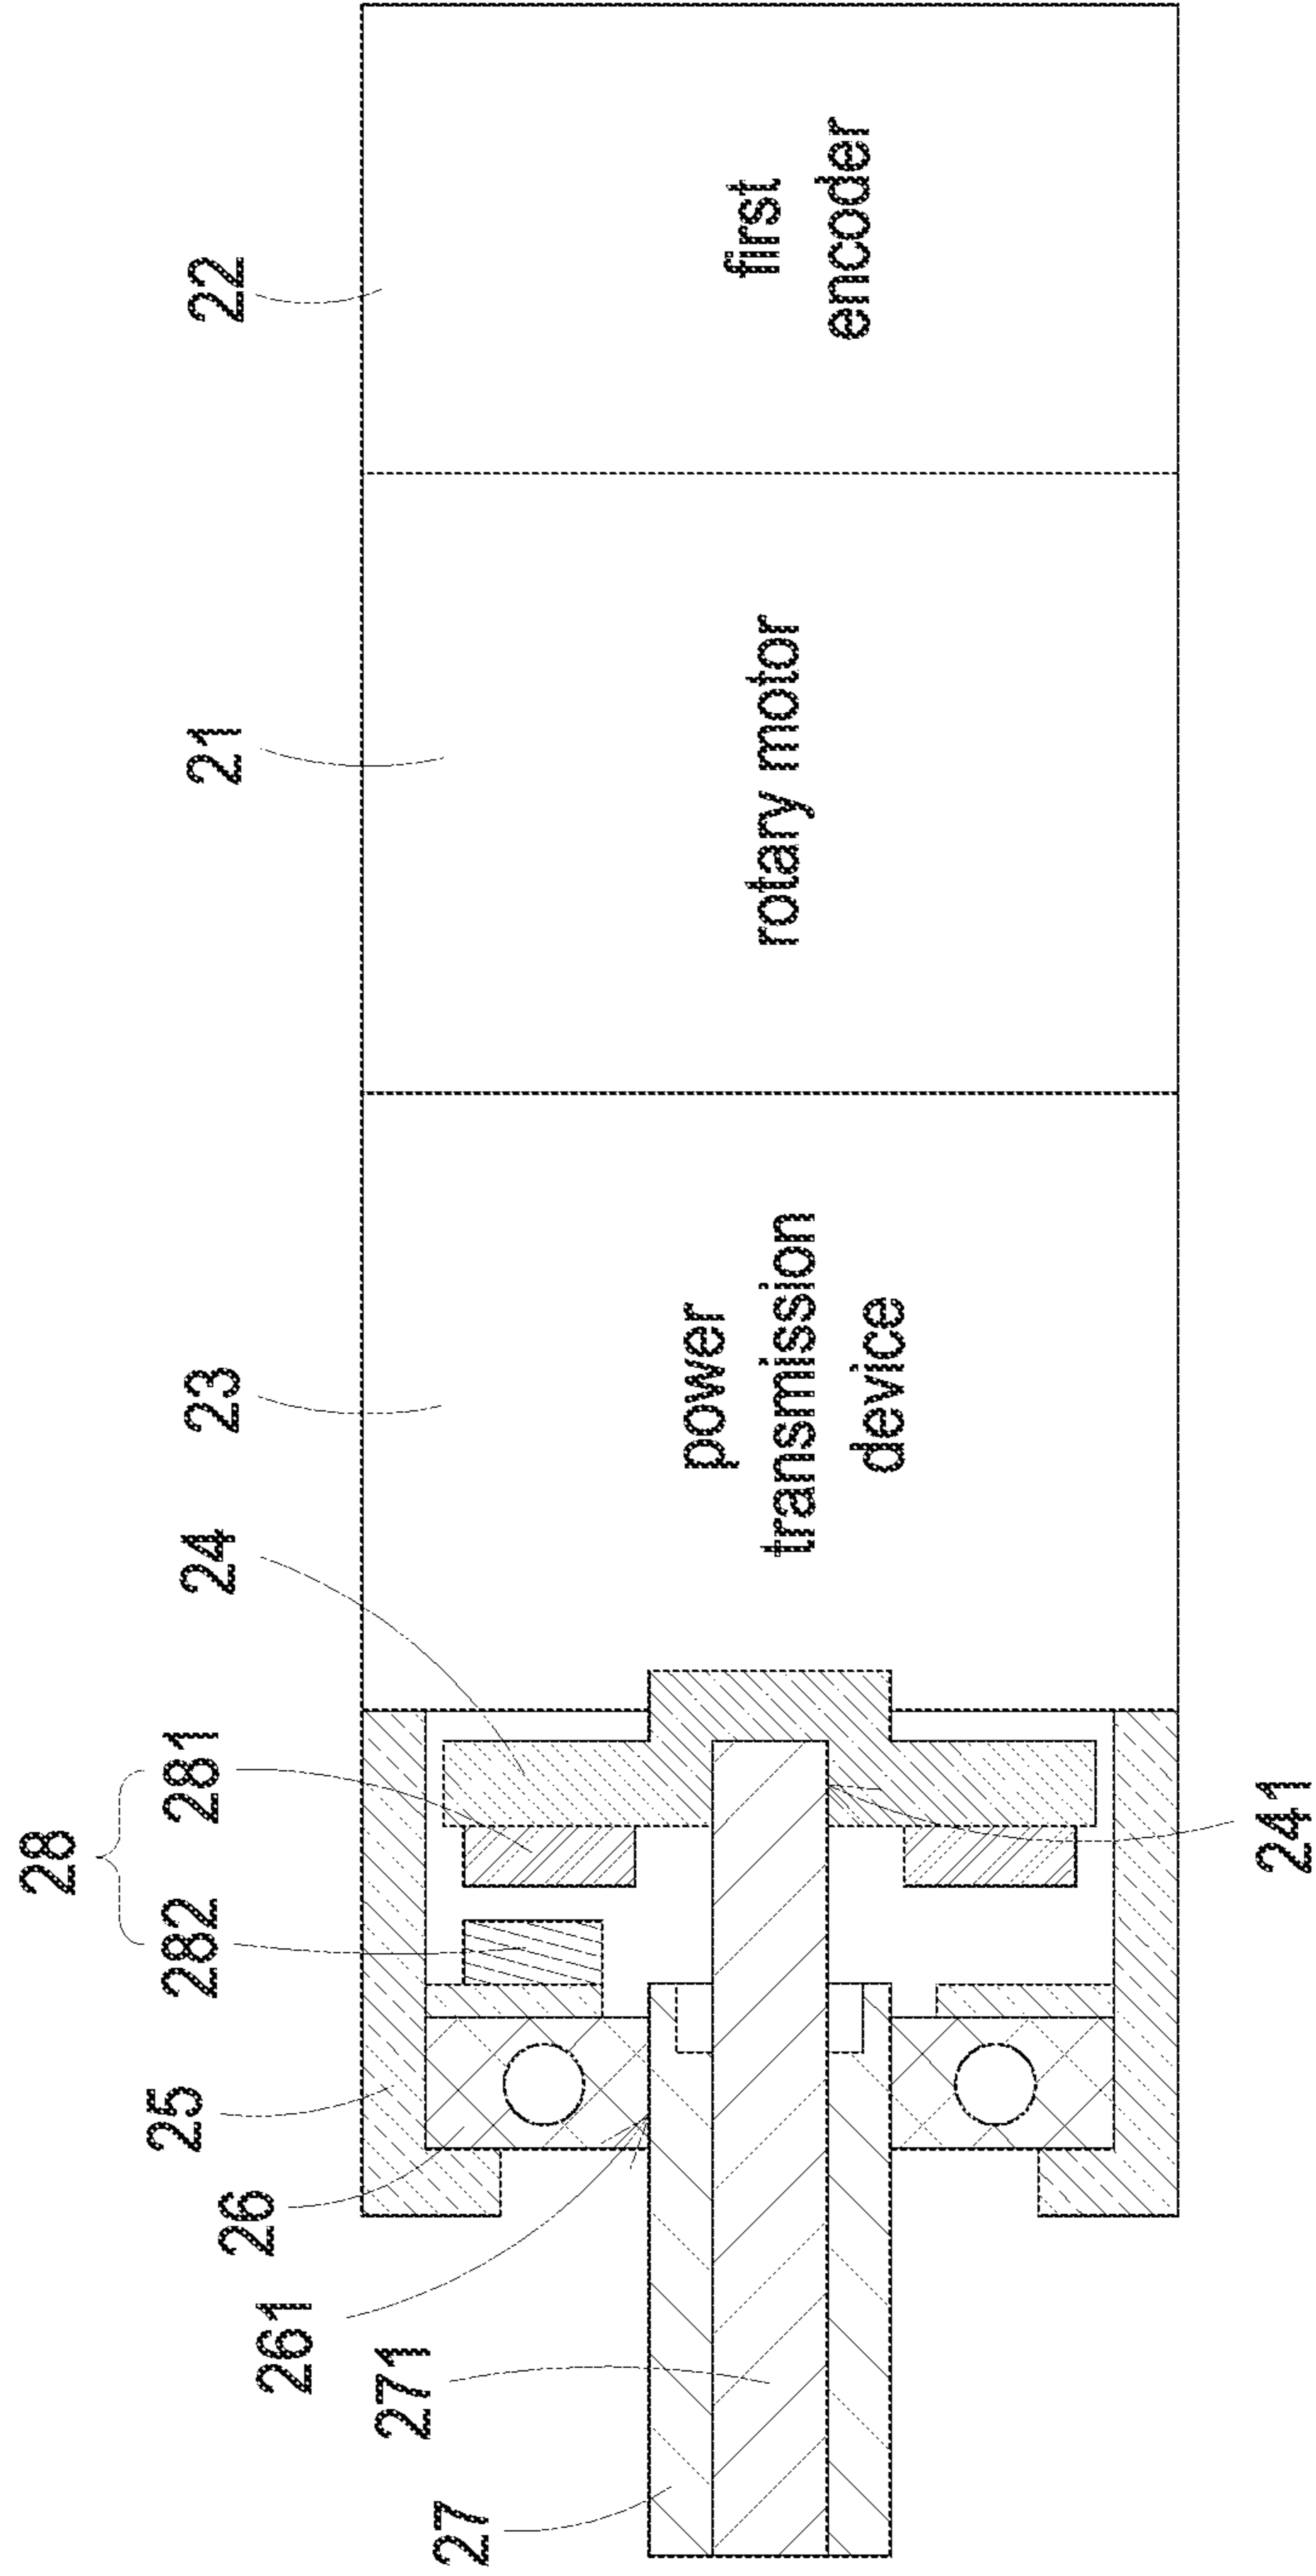 28
282
281
24
23
21
22
25
26
261
271
27
241
power
transmission
device
rotary motor
first
encoder